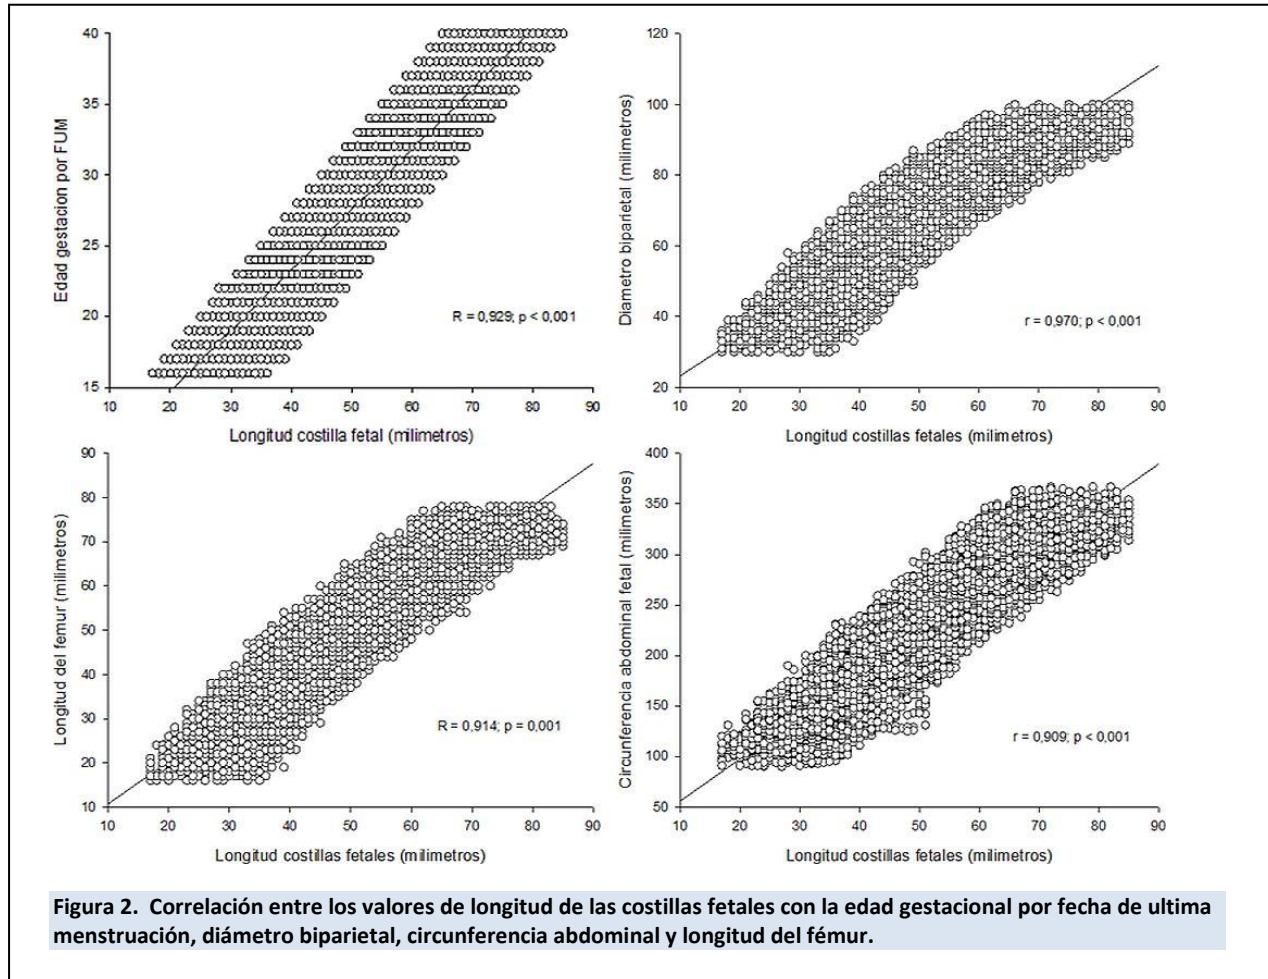 40
35
30
25
20
15
Edad gestacion por FUM
R = 0,929; p < 0,001
10 20 30 40 50 60 70 80 90
Longitud costilla fetal (milimetros)
120
100
80
60
40
20
Diametro biparietal (milimetros)
r = 0,970; p < 0,001
10 20 30 40 50 60 70 80 90
Longitud costillas fetales (milimetros)
90
80
70
60
50
40
30
20
10
Longitud del femur (milimetros)
R = 0,914; p = 0,001
10 20 30 40 50 60 70 80 90
Longitud costillas fetales (milimetros)
400
350
300
250
200
150
100
50
Circunferencia abdominal fetal (milimetros)
r = 0,909; p < 0,001
10 20 30 40 50 60 70 80 90
Longitud costillas fetales (milimetros)
Figura 2. Correlación entre los valores de longitud de las costillas fetales con la edad gestacional por fecha de ultima
menstruación, diámetro biparietal, circunferencia abdominal y longitud del fémur.